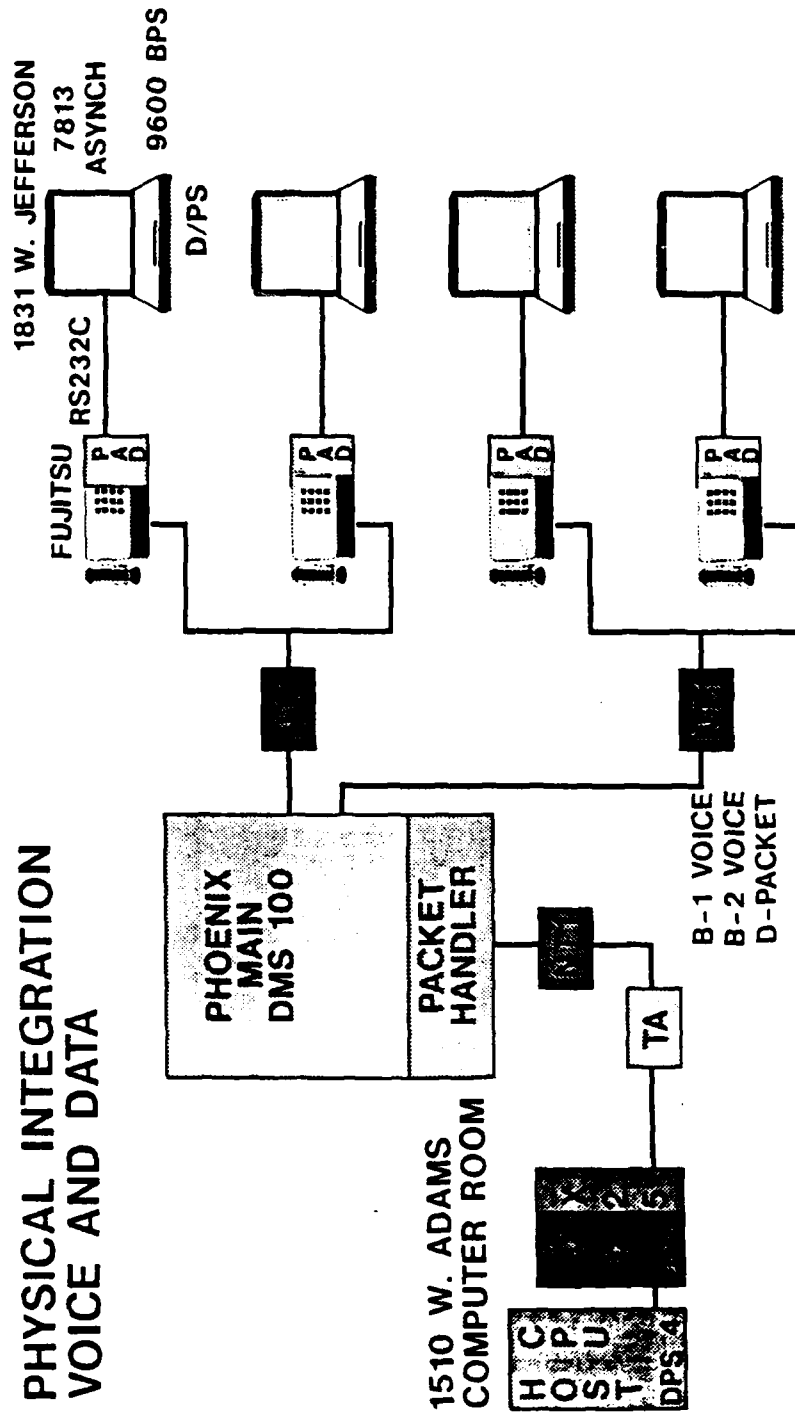 PHYSICAL INTEGRATION
VOICE AND DATA
1831 W. JEFFERSON
7813
ASYNCH
9600 BPS
D/PS
FUJITSU
RS232C
PAD
PAD
PAD
PAD
PHOENIX
MAIN
DMS 100
PACKET
HANDLER
B-1 VOICE
B-2 VOICE
D-PACKET
TA
1510 W. ADAMS
COMPUTER ROOM
HOST
CPU
DPS 4
X25